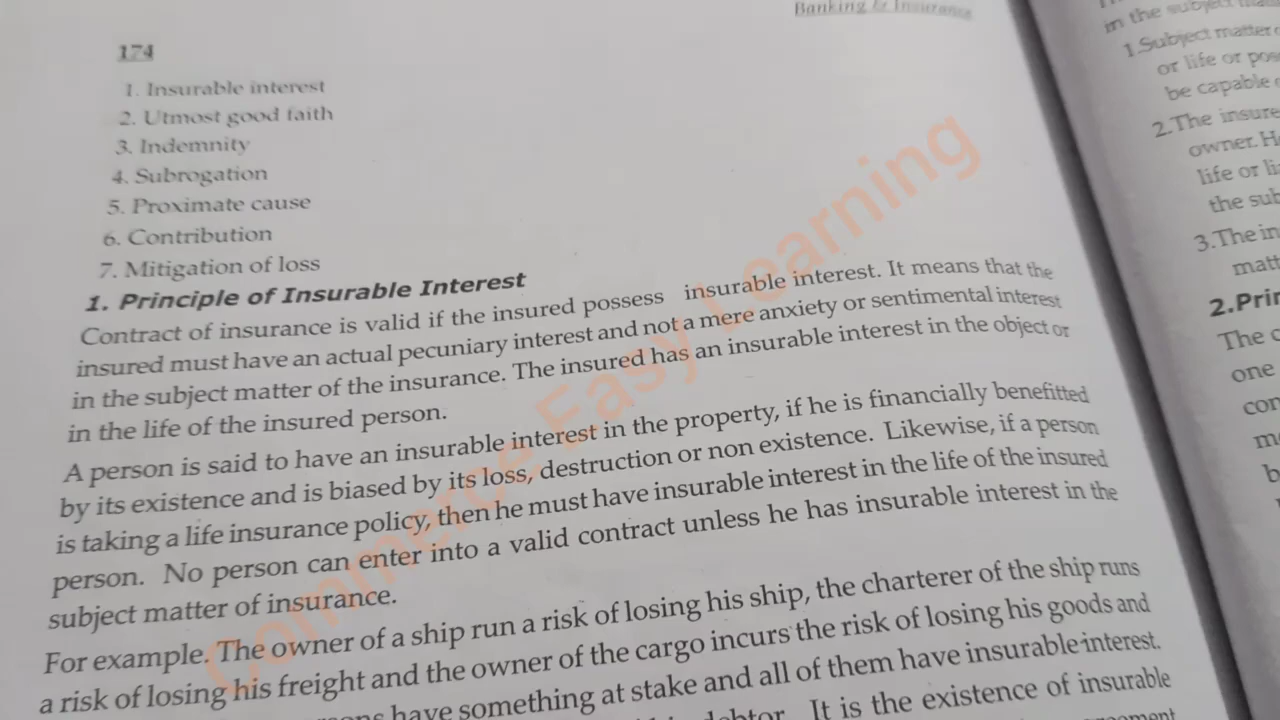 Banking & Insurance
174
1. Insurable interest
2. Utmost good faith
3. Indemnity
4. Subrogation
5. Proximate cause
6. Contribution
7. Mitigation of loss
1. Principle of Insurable Interest
Contract of insurance is valid if the insured possess insurable interest. It means that the
insured must have an actual pecuniary interest and not a mere anxiety or sentimental interest
in the subject matter of the insurance. The insured has an insurable interest in the object or
in the life of the insured person.
A person is said to have an insurable interest in the property, if he is financially benefitted
by its existence and is biased by its loss, destruction or non existence. Likewise, if a person
is taking a life insurance policy, then he must have insurable interest in the life of the insured
person. No person can enter into a valid contract unless he has insurable interest in the
subject matter of insurance.
For example. The owner of a ship run a risk of losing his ship, the charterer of the ship runs
a risk of losing his freight and the owner of the cargo incurs the risk of losing his goods and
have something at stake and all of them have insurable interest.
debtor. It is the existence of insurable
Commerce Easy Learning
in the subject
1.Subject matter
or life or
be capable
2.The
owner.
life or
the
3.The
2.
The
one